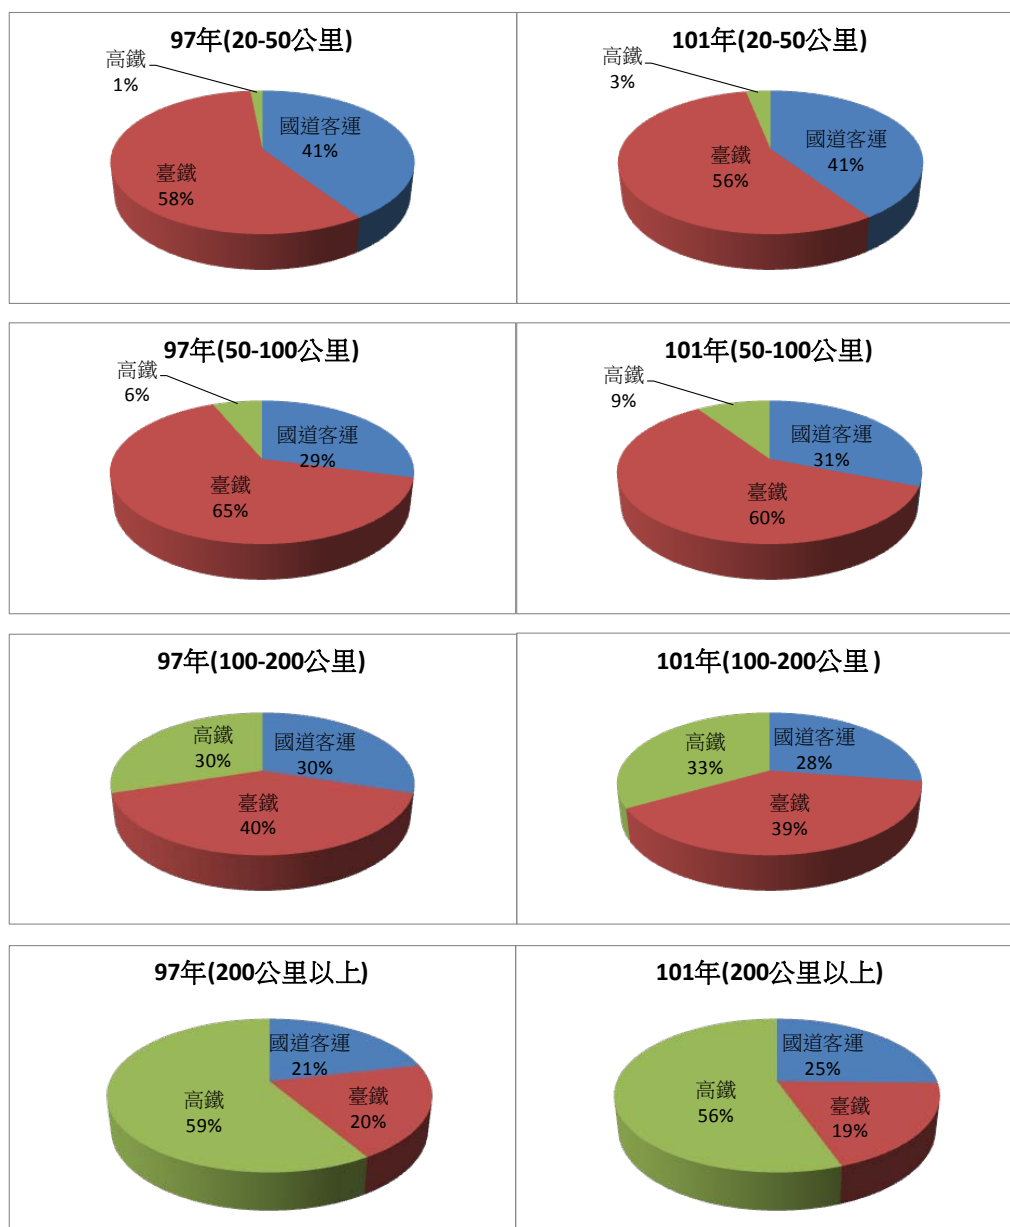 97年(20-50公里)
高鐵
1%
國道客運
41%
臺鐵
58%
101年(20-50公里)
高鐵
3%
國道客運
41%
臺鐵
56%
97年(50-100公里)
高鐵
6%
國道客運
29%
臺鐵
65%
101年(50-100公里)
高鐵
9%
國道客運
31%
臺鐵
60%
97年(100-200公里)
高鐵
30%
國道客運
30%
臺鐵
40%
101年(100-200公里)
高鐵
33%
國道客運
28%
臺鐵
39%
97年(200公里以上)
國道客運
21%
高鐵
59%
臺鐵
20%
101年(200公里以上)
國道客運
25%
高鐵
56%
臺鐵
19%